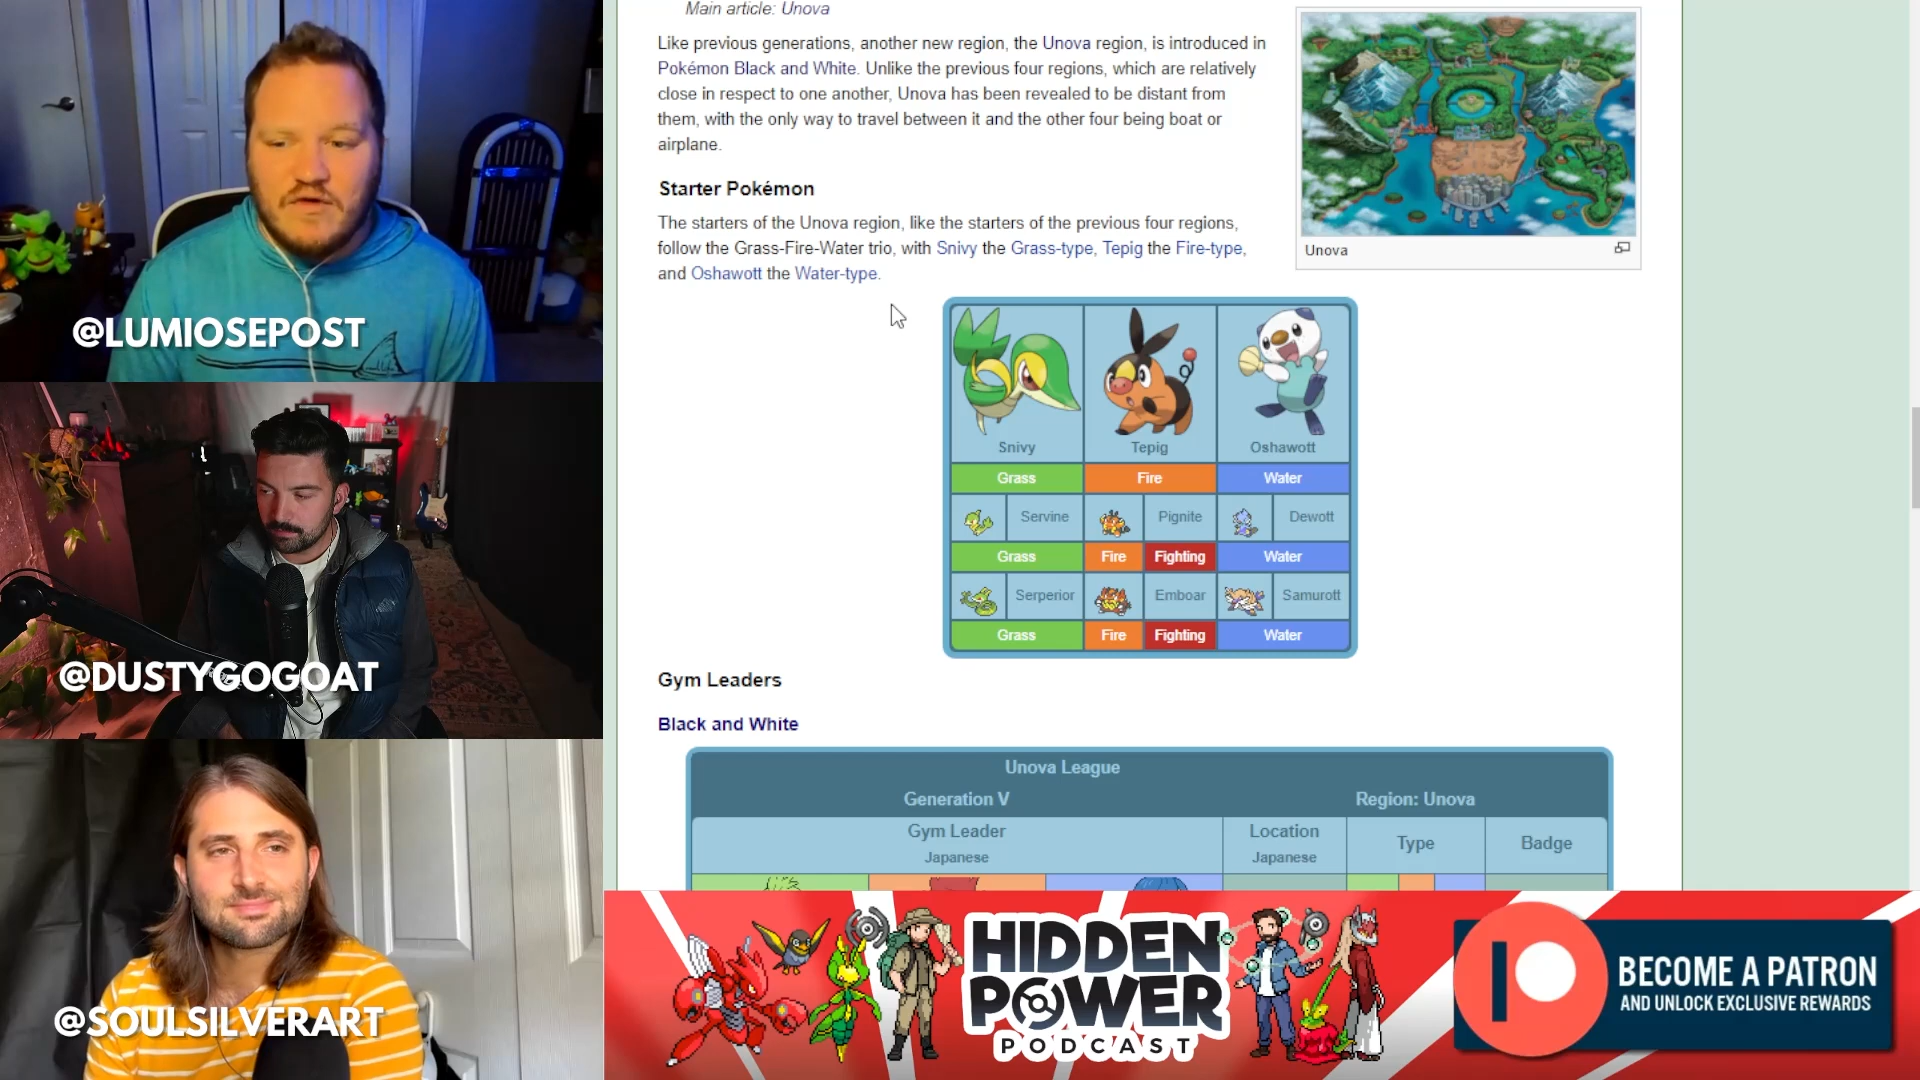 @LUMIOSEPOST
@DUSTYGOGOAT
@SOULSILVERART
Main article: Unova
Like previous generations, another new region, the Unova region, is introduced in
Pokémon Black and White. Unlike the previous four regions, which are relatively
close in respect to one another, Unova has been revealed to be distant from
them, with the only way to travel between it and the other four being boat or
airplane.
Unova
Starter Pokémon
The starters of the Unova region, like the starters of the previous four regions,
follow the Grass-Fire-Water trio, with Snivy the Grass-type, Tepig the Fire-type,
and Oshawott the Water-type.
Snivy Tepig Oshawott
Grass Fire Water
Servine Pignite Dewott
Grass Fire Fighting Water
Serperior Emboar Samurott
Grass Fire Fighting Water
Gym Leaders
Black and White
Unova League
Generation V Region: Unova
Gym Leader Location Type Badge
Japanese Japanese
HIDDEN
POWER
PODCAST
BECOME A PATRON
AND UNLOCK EXCLUSIVE REWARDS